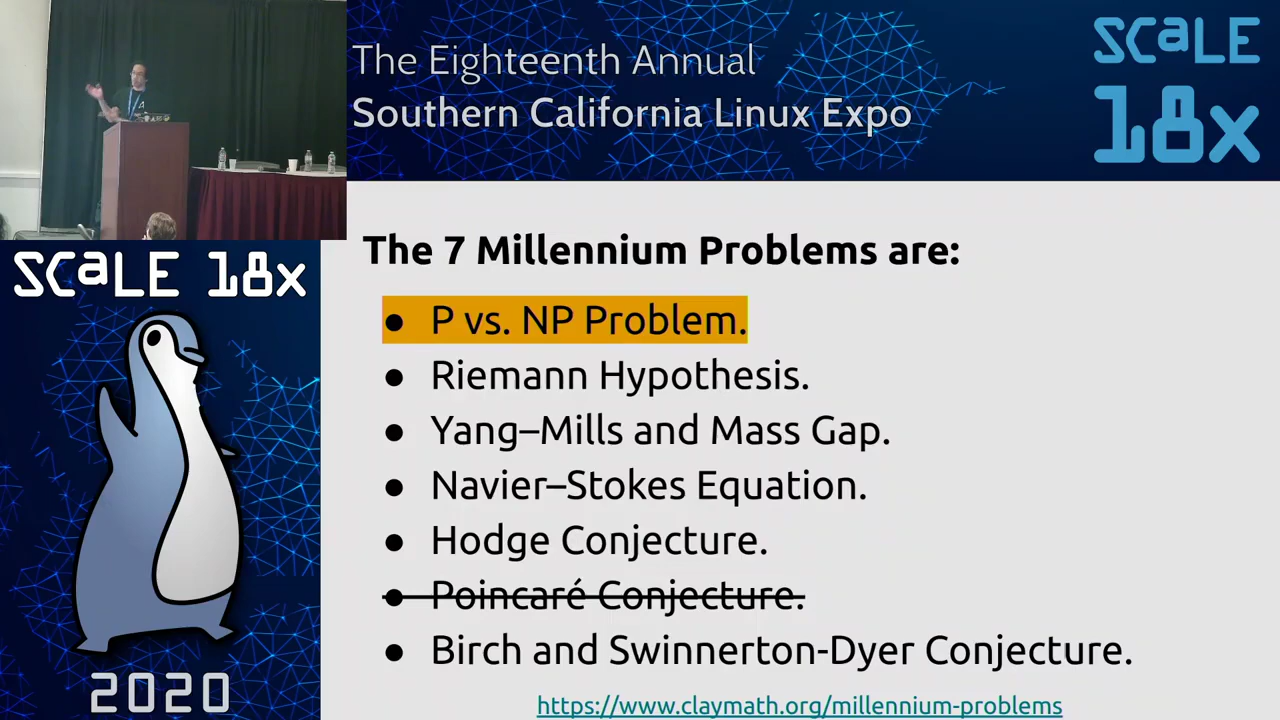 The Eighteenth Annual
Southern California Linux Expo
SCaLE
18x
SCaLE 18x
2020
The 7 Millennium Problems are:
● P vs. NP Problem.
● Riemann Hypothesis.
● Yang–Mills and Mass Gap.
● Navier–Stokes Equation.
● Hodge Conjecture.
● Poincaré Conjecture.
● Birch and Swinnerton-Dyer Conjecture.
https://www.claymath.org/millennium-problems